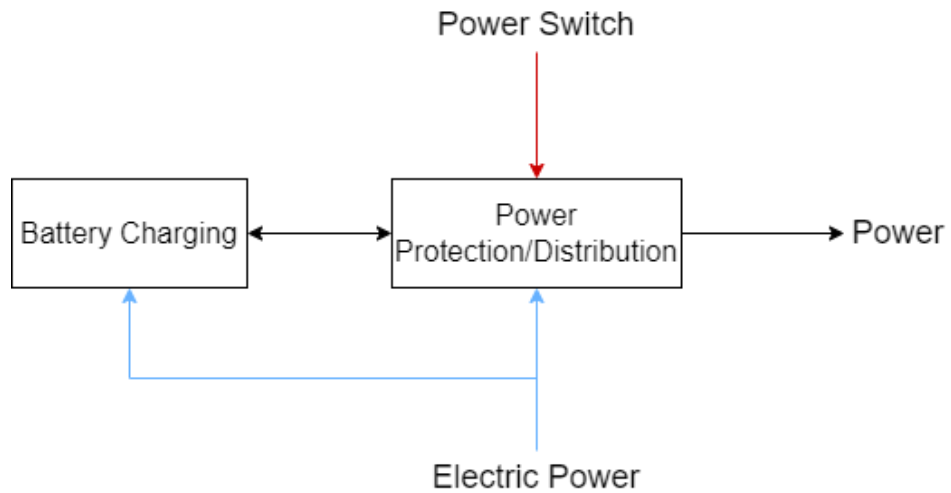 Power Switch
Battery Charging
Power
Protection/Distribution
Power
Electric Power